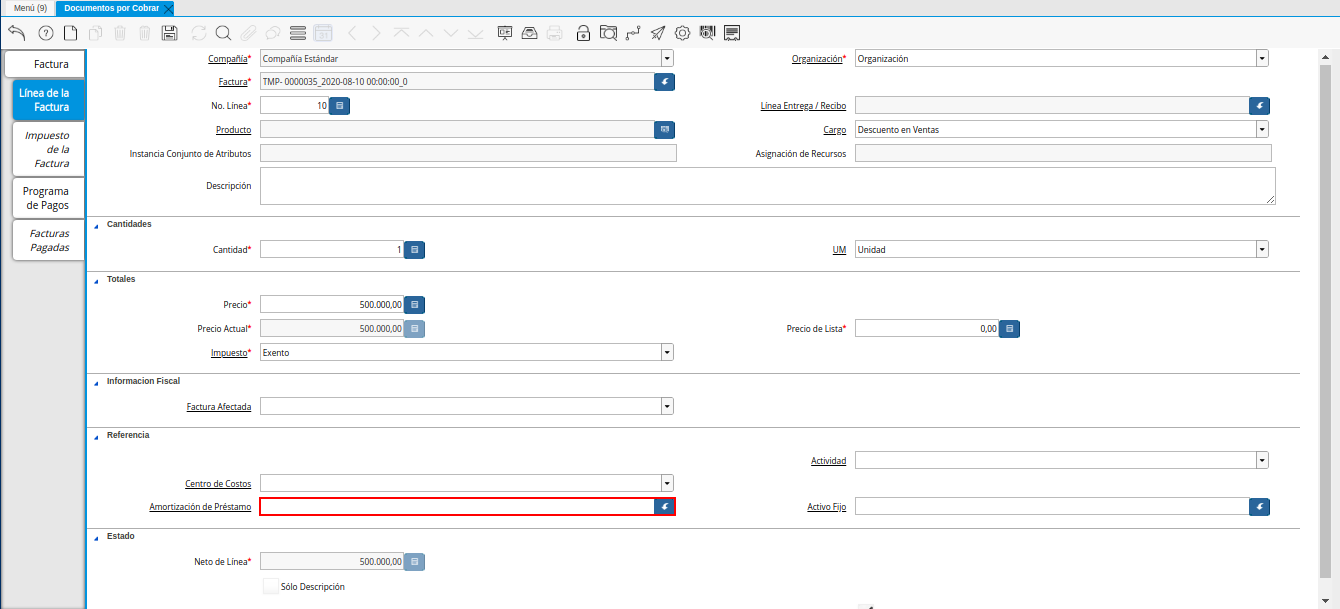 Menú (9) Documentos por Cobrar
Factura
Línea de la
Factura
Impuesto
de la
Factura
Programa
de Pagos
Facturas
Pagadas
Compañía* Compañía Estándar Organización* Organización
Factura* TMP- 0000035_2020-08-10 00:00:00_0
No. Línea* 10 Línea Entrega / Recibo
Producto Cargo Descuento en Ventas
Instancia Conjunto de Atributos Asignación de Recursos
Descripción
Cantidades
Cantidad* 1 UM Unidad
Totales
Precio* 500.000,00
Precio Actual* 500.000,00 Precio de Lista* 0,00
Impuesto* Exento
Informacion Fiscal
Factura Afectada
Referencia
Actividad
Centro de Costos
Amortización de Préstamo Activo Fijo
Estado
Neto de Línea* 500.000,00
Sólo Descripción